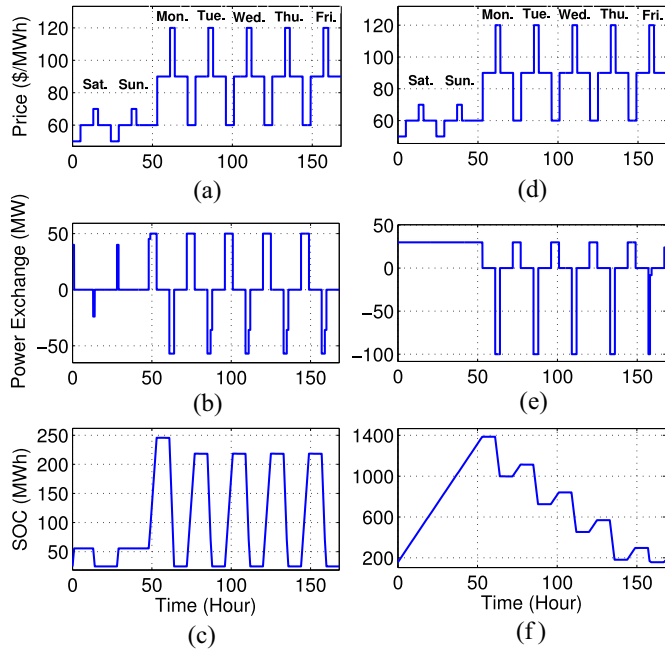 Mon. Tue. Wed. Thu. Fri.
Sat. Sun.
Price ($/MWh)
120
100
80
60
0 50 100 150
(a)
Mon. Tue. Wed. Thu. Fri.
Sat. Sun.
120
100
80
60
0 50 100 150
(d)
Power Exchange (MW)
50
0
−50
0 50 100 150
(b)
50
0
−50
−100
0 50 100 150
(e)
SOC (MWh)
250
200
150
100
50
0 50 100 150
Time (Hour)
(c)
1400
1000
600
200
0 50 100 150
Time (Hour)
(f)